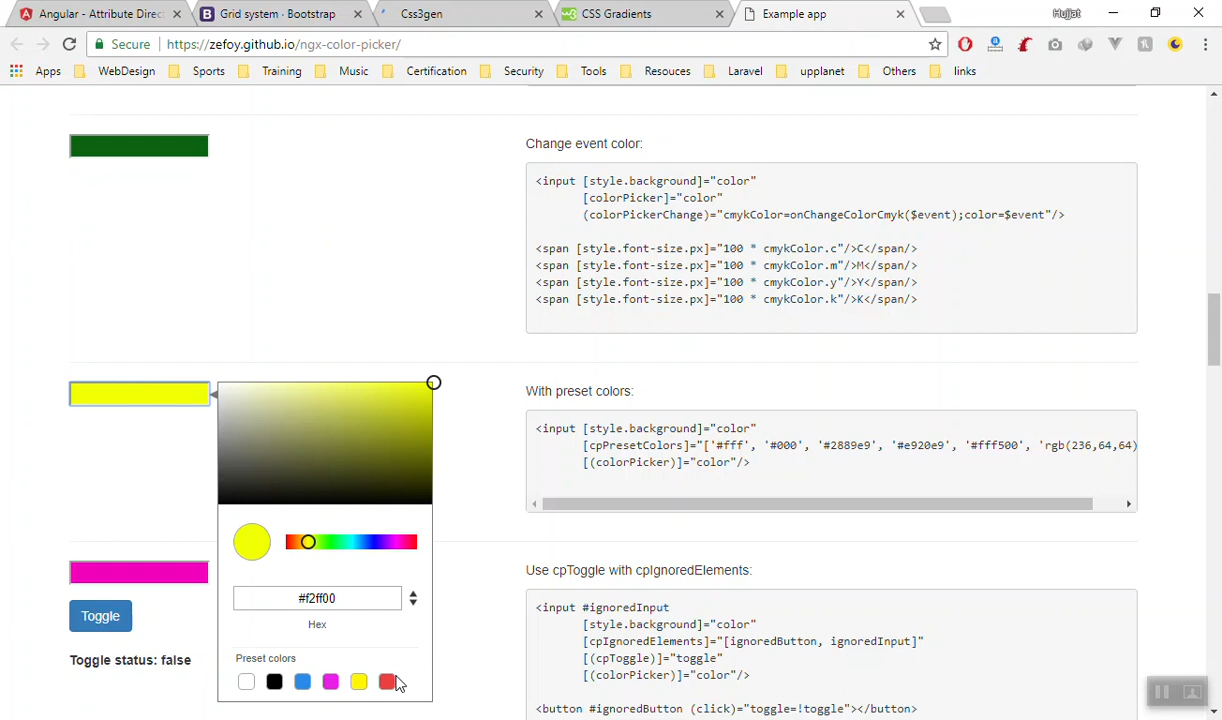 Angular - Attribute Direc
Grid system · Bootstrap
Css3gen
CSS Gradients
Example app
Hujjat
Secure
https://zefoy.github.io/ngx-color-picker/
Apps
WebDesign
Sports
Training
Music
Certification
Security
Tools
Resouces
Laravel
upplanet
Others
links
Change event color:
<input [style.background]="color"
[colorPicker]="color"
(colorPickerChange)="cmykColor=onChangeColorCmyk($event);color=$event"/>
<span [style.font-size.px]="100 * cmykColor.c"/>C</span/>
<span [style.font-size.px]="100 * cmykColor.m"/>M</span/>
<span [style.font-size.px]="100 * cmykColor.y"/>Y</span/>
<span [style.font-size.px]="100 * cmykColor.k"/>K</span/>
With preset colors:
<input [style.background]="color"
[cpPresetColors]="['#fff', '#000', '#2889e9', '#e920e9', '#fff500', 'rgb(236,64,64)
[(colorPicker)]="color"/>
#f2ff00
Hex
Preset colors
Toggle
Toggle status: false
Use cpToggle with cpIgnoredElements:
<input #ignoredInput
[style.background]="color"
[cpIgnoredElements]="[ignoredButton, ignoredInput]"
[(cpToggle)]="toggle"
[(colorPicker)]="color"/>
<button #ignoredButton (click)="toggle=!toggle"></button>